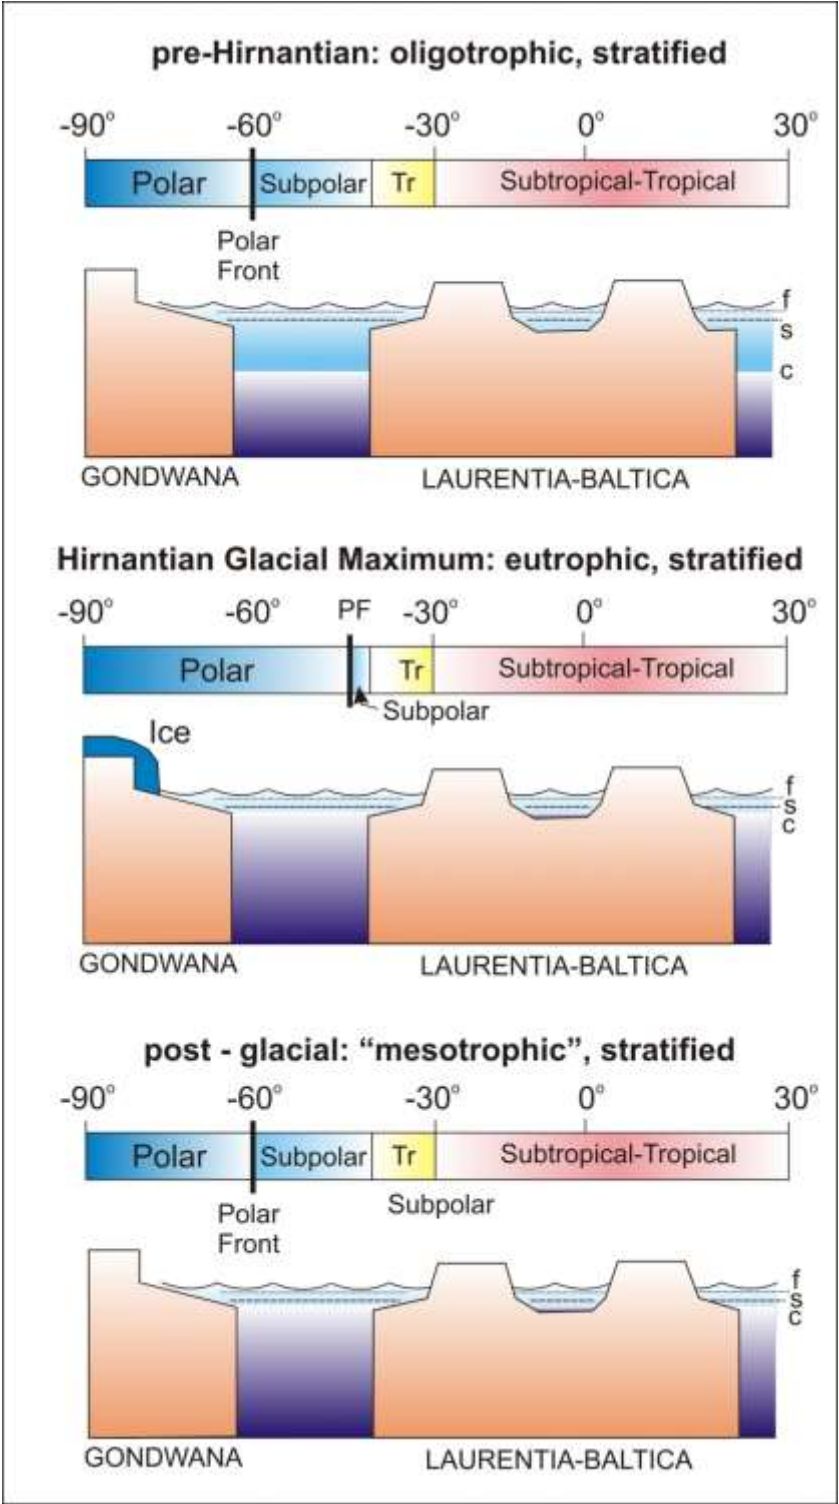 pre-Hirnantian: oligotrophic, stratified
-90° -60° -30° 0° 30°
Polar Subpolar Tr Subtropical-Tropical
Polar
Front
f
s
c
GONDWANA LAURENTIA-BALTICA
Hirnantian Glacial Maximum: eutrophic, stratified
-90° -60° PF -30° 0° 30°
Polar Tr Subtropical-Tropical
Subpolar
Ice
f
s
c
GONDWANA LAURENTIA-BALTICA
post - glacial: “mesotrophic”, stratified
-90° -60° -30° 0° 30°
Polar Subpolar Tr Subtropical-Tropical
Subpolar
Polar
Front
f
s
c
GONDWANA LAURENTIA-BALTICA